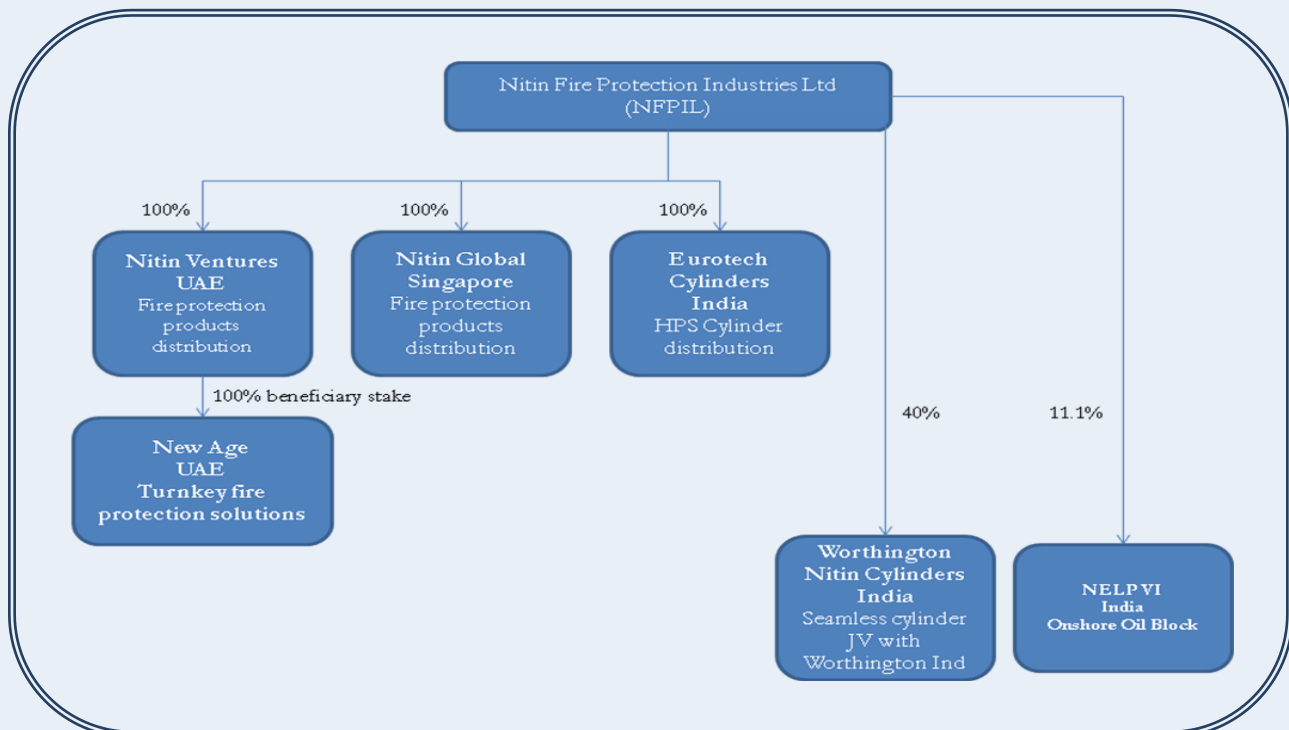 Nitin Fire Protection Industries Ltd
(NFPIL)
100%
100%
100%
Nitin Ventures
UAE
Fire protection
products
distribution
Nitin Global
Singapore
Fire protection
products
distribution
Eurotech
Cylinders
India
HPS Cylinder
distribution
100% beneficiary stake
40%
11.1%
New Age
UAE
Turnkey fire
protection solutions
Worthington
Nitin Cylinders
India
Seamless cylinder
JV with
Worthington Ind
NELP VI
India
Onshore Oil Block